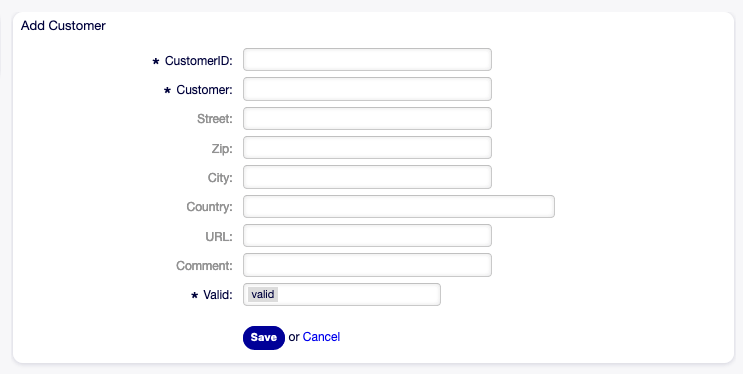 Add Customer
* CustomerID:
* Customer:
Street:
Zip:
City:
Country:
URL:
Comment:
* Valid: valid
Save or Cancel